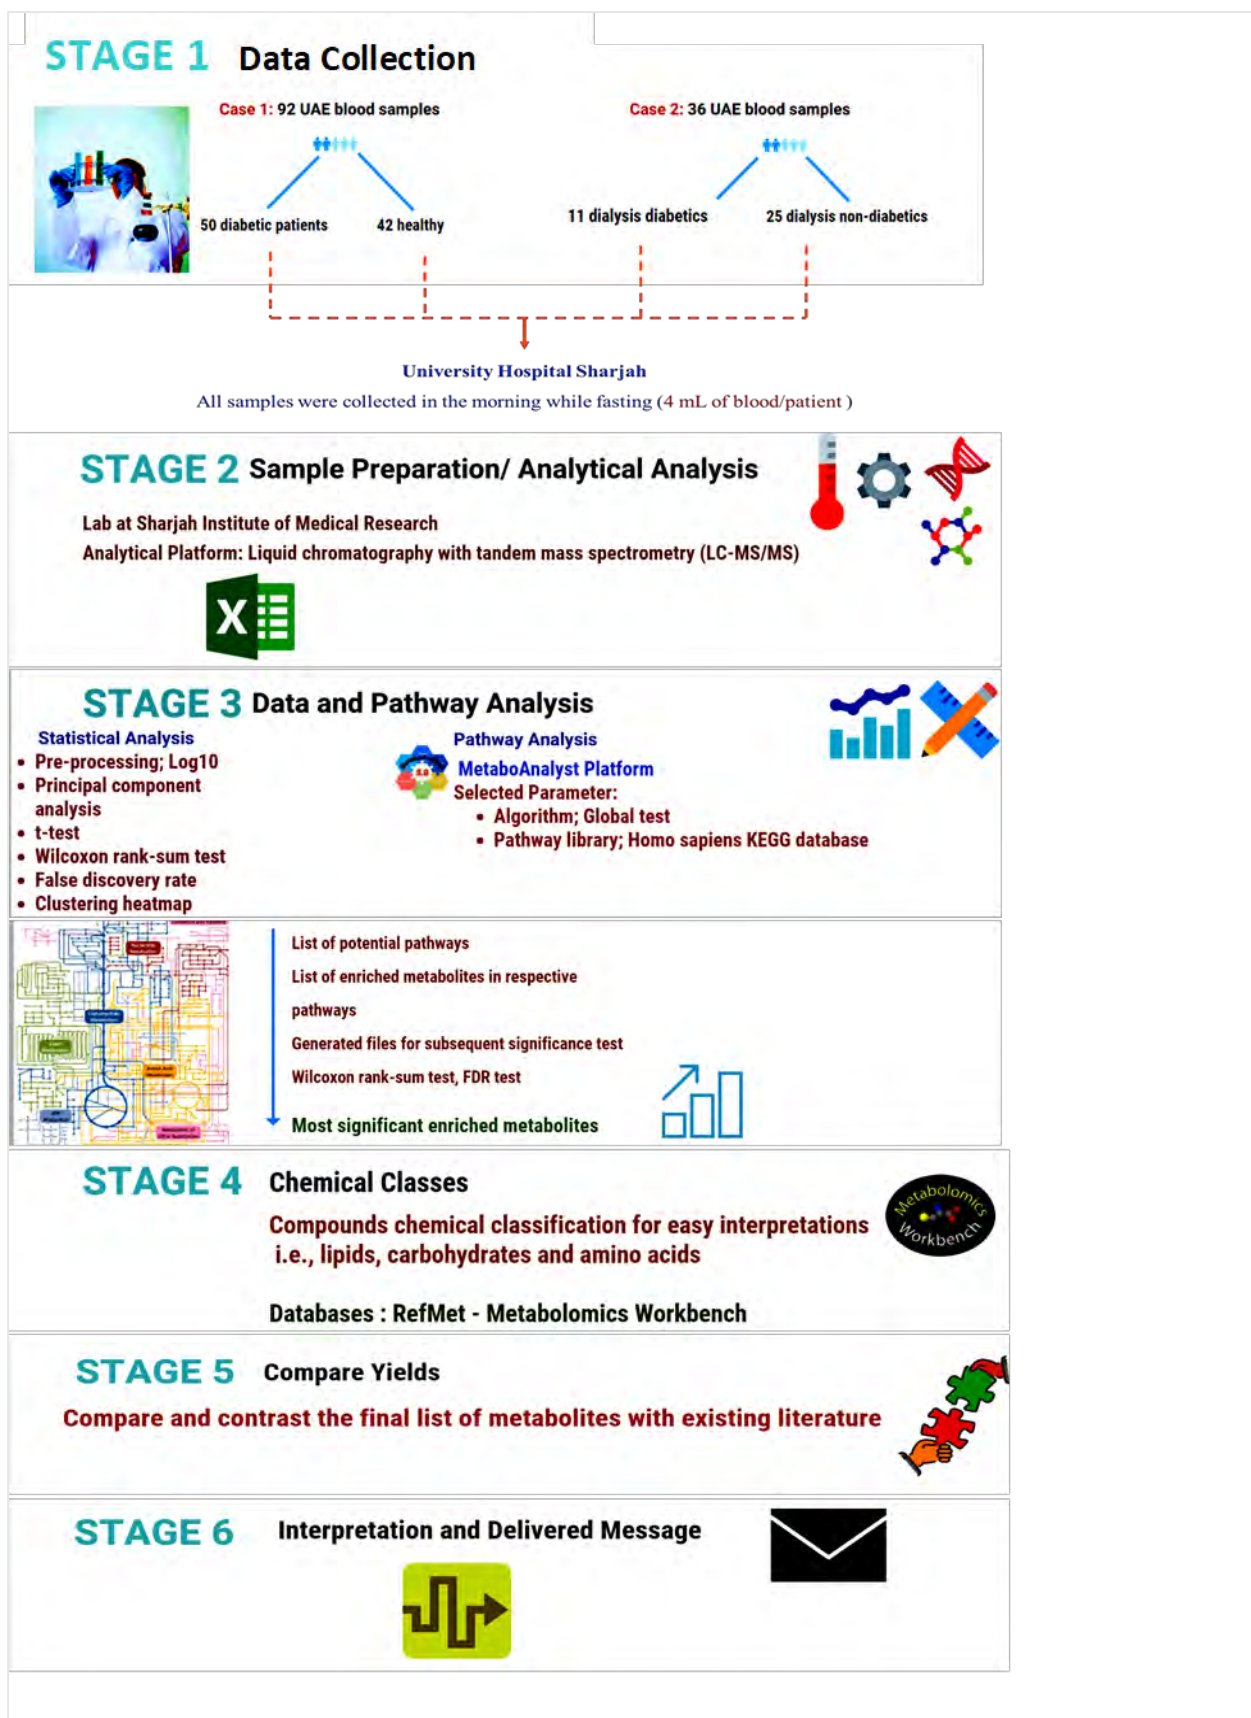 STAGE 1 Data Collection
Case 1: 92 UAE blood samples
Case 2: 36 UAE blood samples
50 diabetic patients
42 healthy
11 dialysis diabetics
25 dialysis non-diabetics
University Hospital Sharjah
All samples were collected in the morning while fasting (4 mL of blood/patient )
STAGE 2 Sample Preparation/ Analytical Analysis
Lab at Sharjah Institute of Medical Research
Analytical Platform: Liquid chromatography with tandem mass spectrometry (LC-MS/MS)
X
STAGE 3 Data and Pathway Analysis
Statistical Analysis
• Pre-processing; Log10
• Principal component
analysis
• t-test
• Wilcoxon rank-sum test
• False discovery rate
• Clustering heatmap
Pathway Analysis
MetaboAnalyst Platform
Selected Parameter:
• Algorithm; Global test
• Pathway library; Homo sapiens KEGG database
List of potential pathways
List of enriched metabolites in respective
pathways
Generated files for subsequent significance test
Wilcoxon rank-sum test, FDR test
Most significant enriched metabolites
STAGE 4 Chemical Classes
Compounds chemical classification for easy interpretations
i.e., lipids, carbohydrates and amino acids
Databases : RefMet - Metabolomics Workbench
Metabolomics
Workbench
STAGE 5 Compare Yields
Compare and contrast the final list of metabolites with existing literature
STAGE 6 Interpretation and Delivered Message